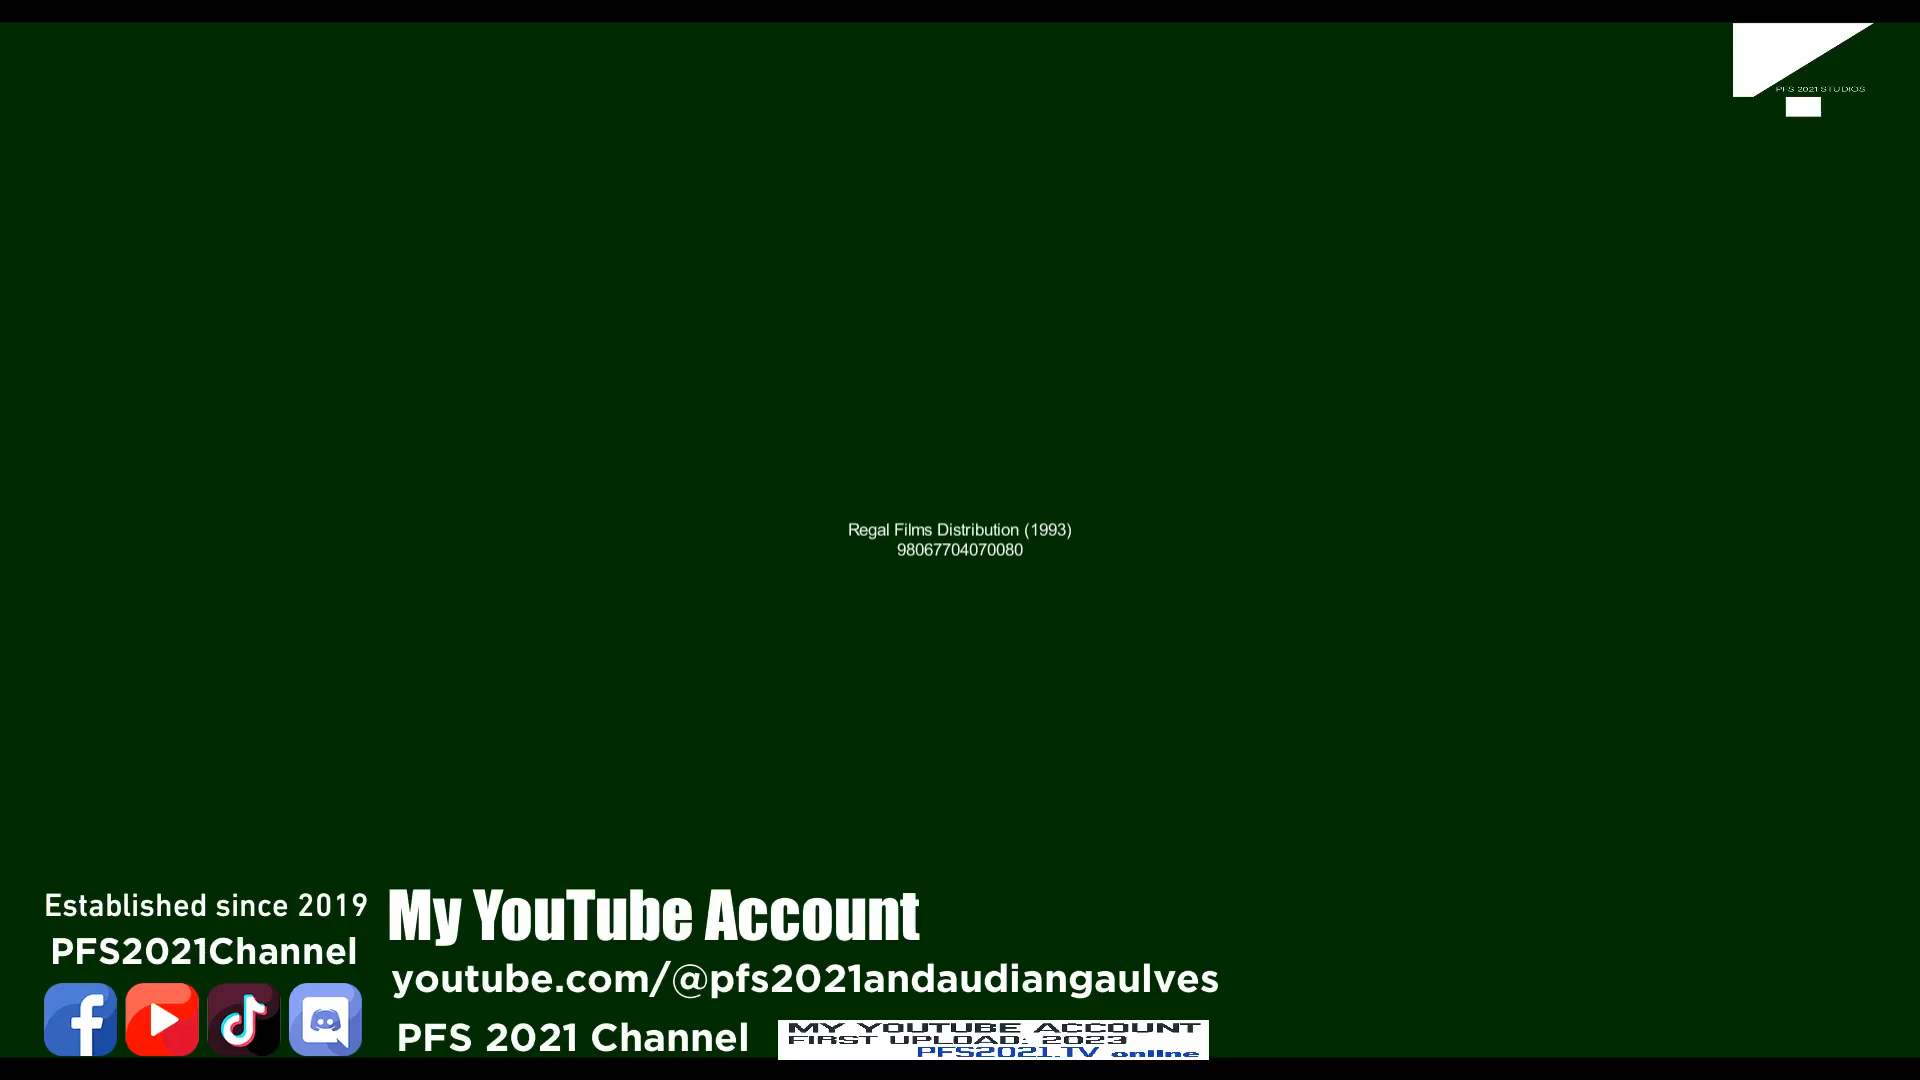 PFS 2021 STUDIOS
Regal Films Distribution (1993)
98067704070080
Established since 2019
PFS2021Channel
My YouTube Account
youtube.com/@pfs2021andaudiangaulves
PFS 2021 Channel
MY YOUTUBE ACCOUNT
FIRST UPLOAD: 2023
PFS2021.TV online